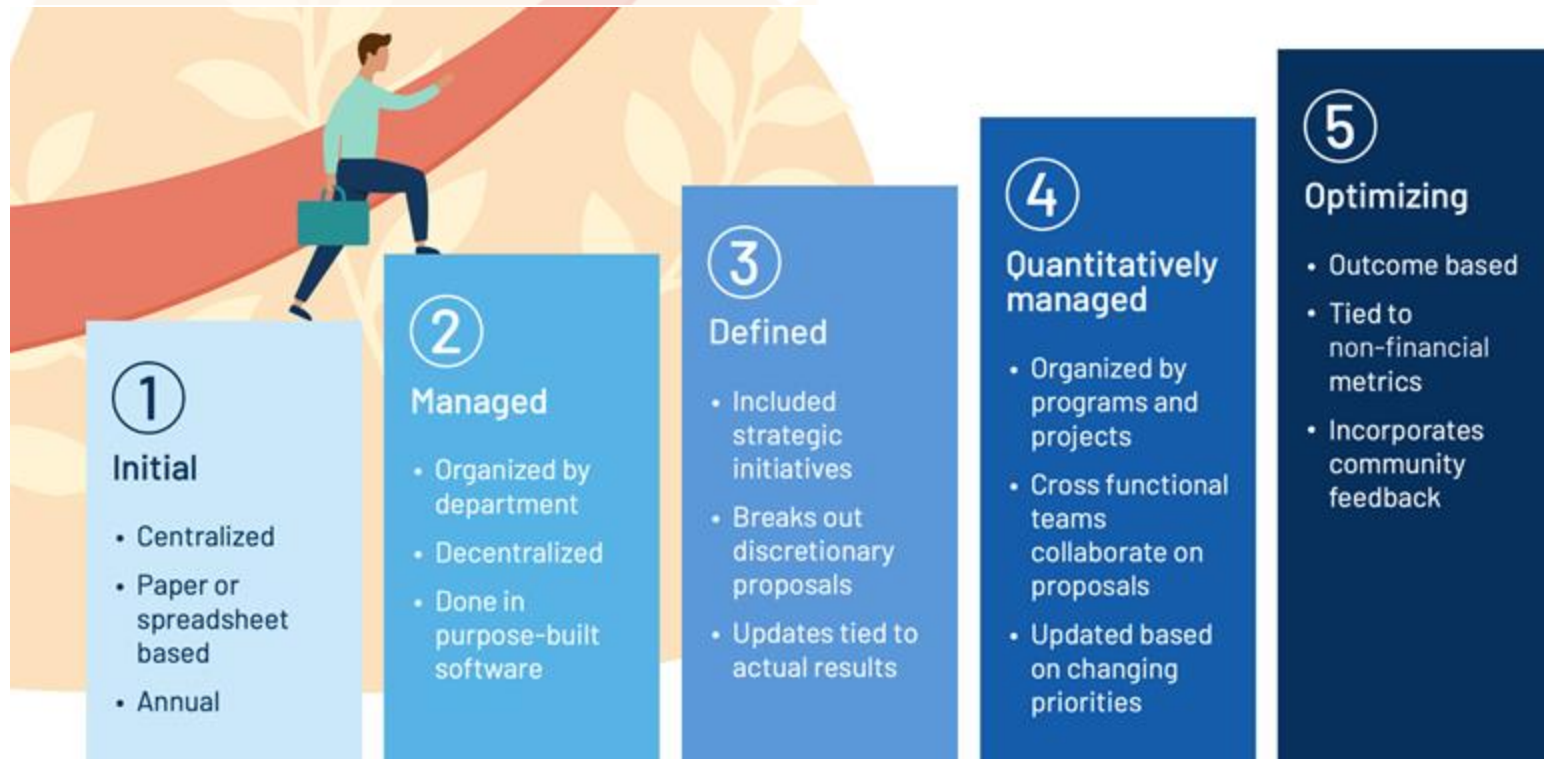 1
Initial
• Centralized
• Paper or
spreadsheet
based
• Annual
2
Managed
• Organized by
department
• Decentralized
• Done in
purpose-built
software
3
Defined
• Included
strategic
initiatives
• Breaks out
discretionary
proposals
• Updates tied to
actual results
4
Quantitatively
managed
• Organized by
programs and
projects
• Cross functional
teams
collaborate on
proposals
• Updated based
on changing
priorities
5
Optimizing
• Outcome based
• Tied to
non-financial
metrics
• Incorporates
community
feedback